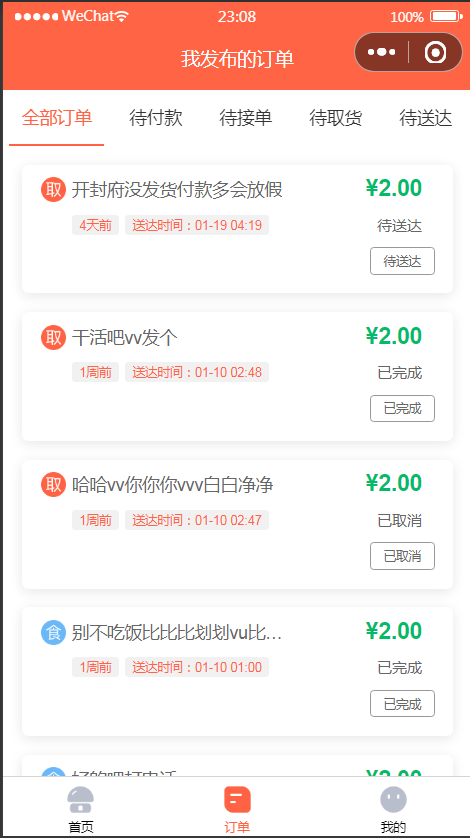 WeChat 23:08 100%
我发布的订单
全部订单 待付款 待接单 待取货 待送达
取 开封府没发货付款多会放假 ¥2.00
4天前 送达时间：01-19 04:19 待送达
待送达
取 干活吧vv发个 ¥2.00
1周前 送达时间：01-10 02:48 已完成
已完成
取 哈哈vv你你你vvv白白净净 ¥2.00
1周前 送达时间：01-10 02:47 已取消
已取消
食 别不吃饭比比比划划vu比... ¥2.00
1周前 送达时间：01-10 01:00 已完成
已完成
¥2.00
首页 订单 我的